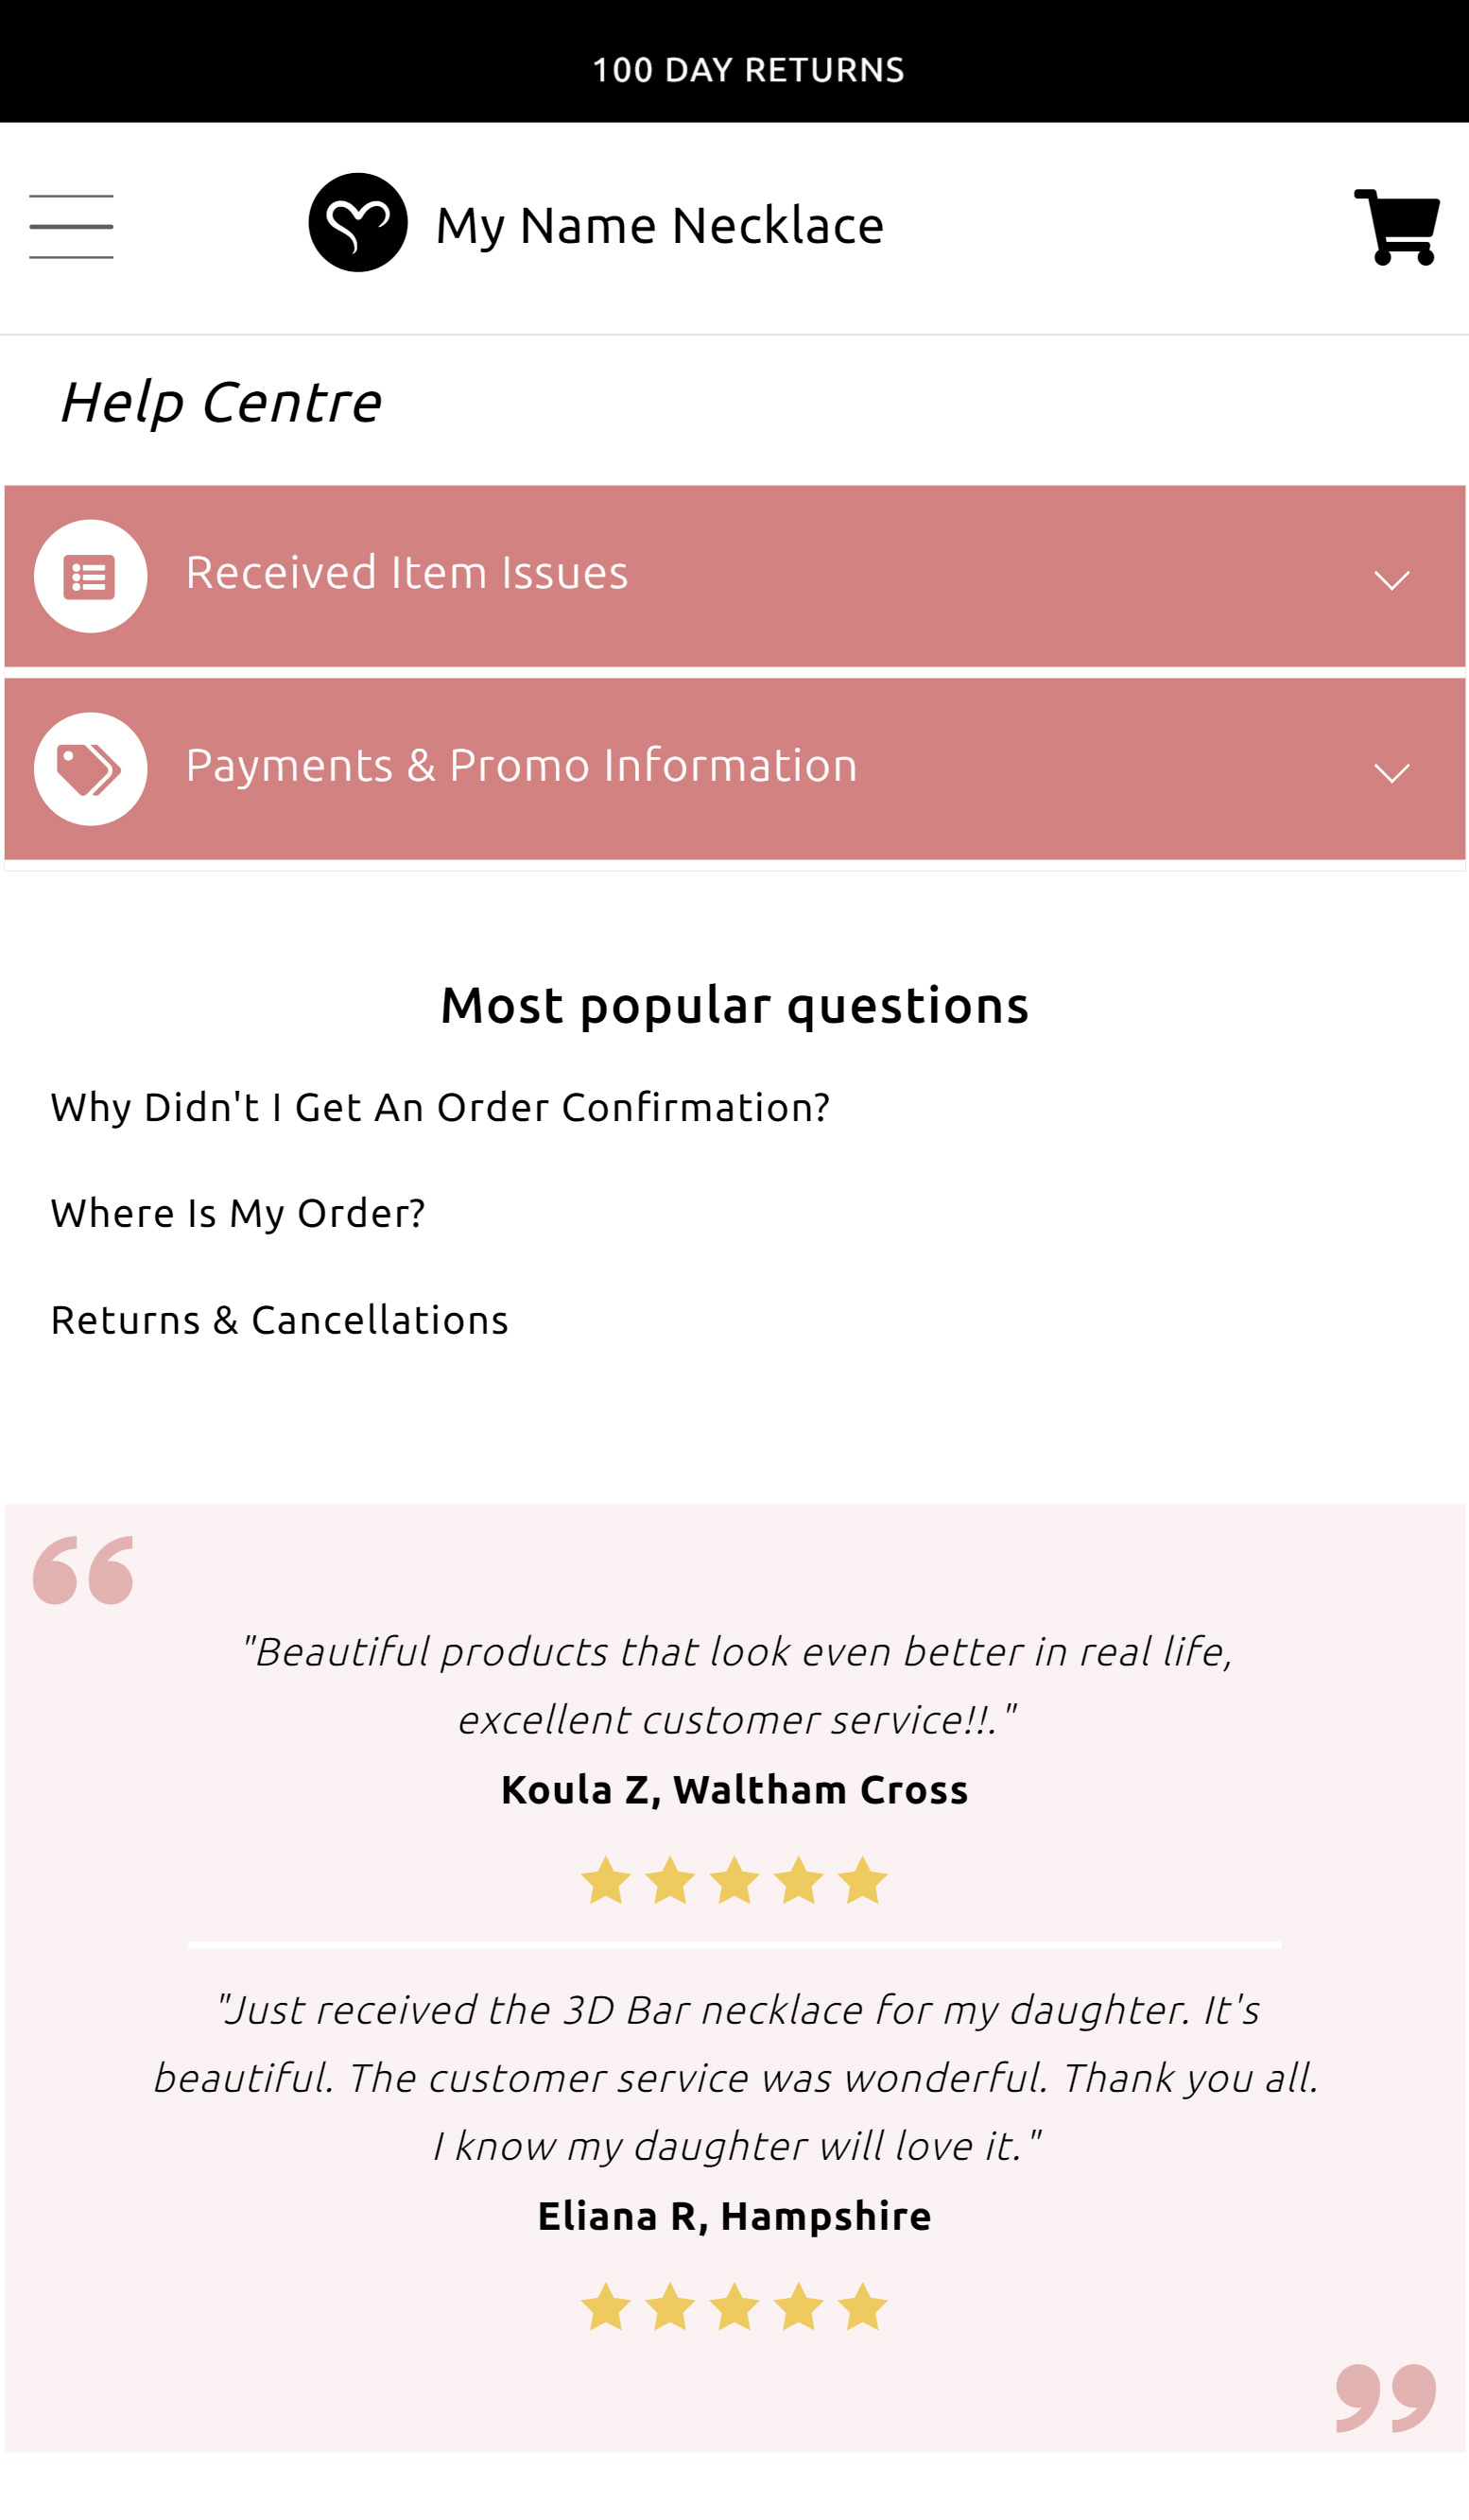 100 DAY RETURNS
My Name Necklace
Help Centre
Received Item Issues
Payments & Promo Information
Most popular questions
Why Didn't I Get An Order Confirmation?
Where Is My Order?
Returns & Cancellations
"Beautiful products that look even better in real life,
excellent customer service!!."
Koula Z, Waltham Cross
"Just received the 3D Bar necklace for my daughter. It's
beautiful. The customer service was wonderful. Thank you all.
I know my daughter will love it."
Eliana R, Hampshire